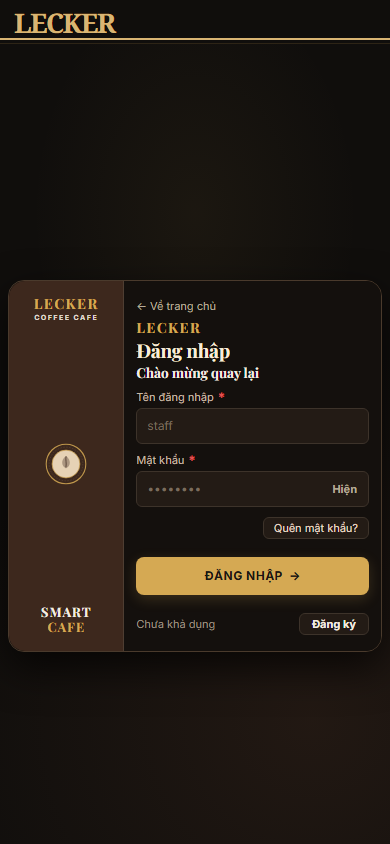 LECKER
LECKER
COFFEE CAFE
SMART
CAFE
← Về trang chủ
LECKER
Đăng nhập
Chào mừng quay lại
Tên đăng nhập *
staff
Mật khẩu *
••••••••
Hiện
Quên mật khẩu?
ĐĂNG NHẬP →
Chưa khả dụng
Đăng ký